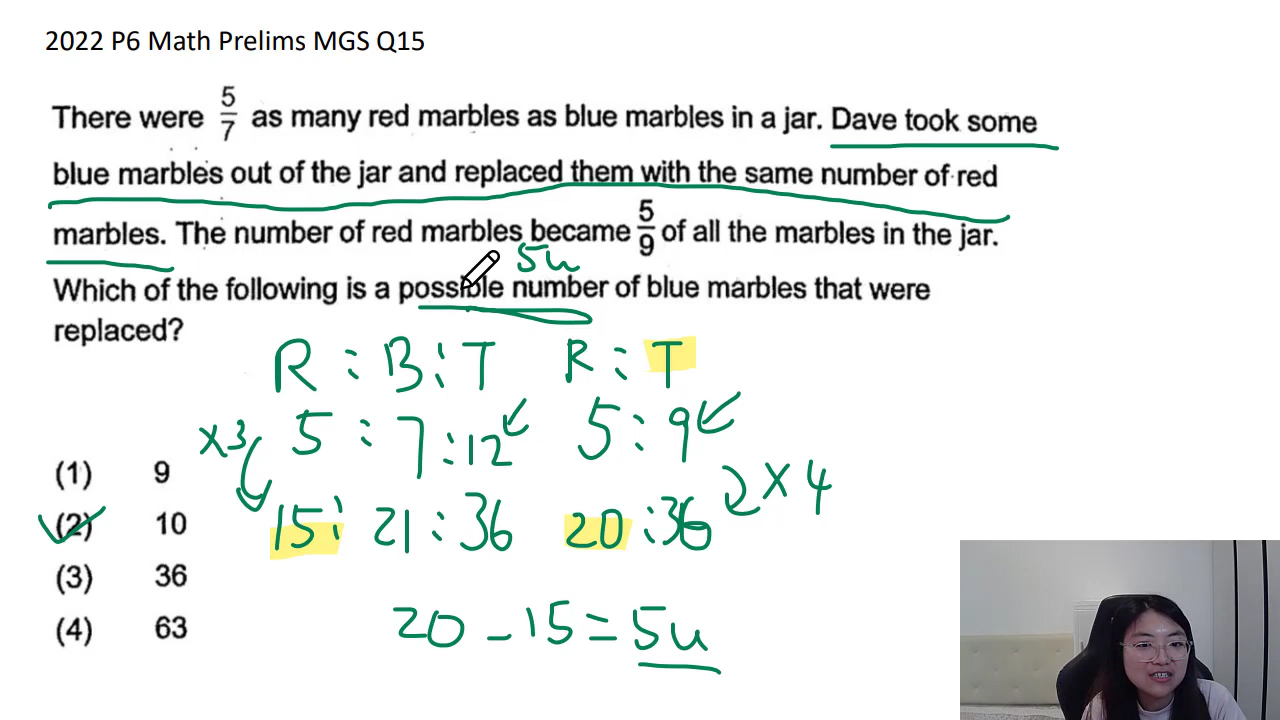 2022 P6 Math Prelims MGS Q15
There were 5/7 as many red marbles as blue marbles in a jar. Dave took some
blue marbles out of the jar and replaced them with the same number of red
marbles. The number of red marbles became 5/9 of all the marbles in the jar.
5u
Which of the following is a possible number of blue marbles that were
replaced?
R : B : T R : T
×3 5 : 7 : 12 5 : 9
(1) 9
15 : 21 : 36 20 : 36 ×4
(2) 10
(3) 36
(4) 63
20 - 15 = 5u